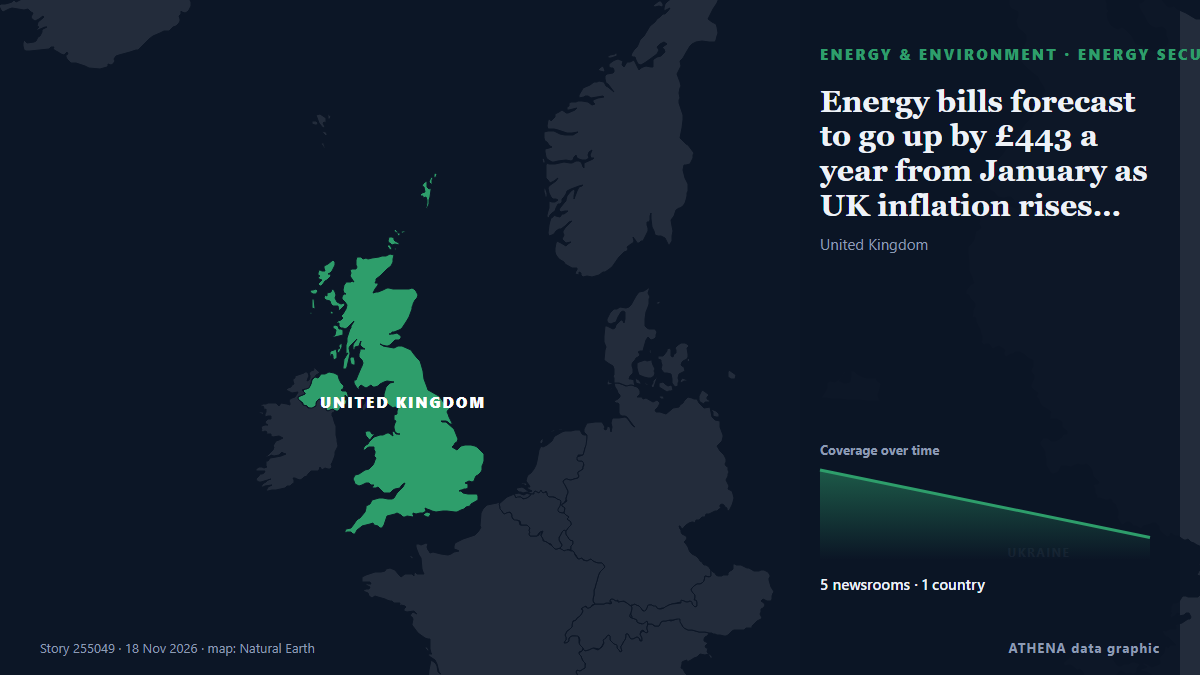 ENERGY & ENVIRONMENT · ENERGY SECU
Energy bills forecast
to go up by £443 a
year from January as
UK inflation rises...
United Kingdom
UNITED KINGDOM
Coverage over time
UKRAINE
5 newsrooms · 1 country
Story 255049 · 18 Nov 2026 · map: Natural Earth
ATHENA data graphic